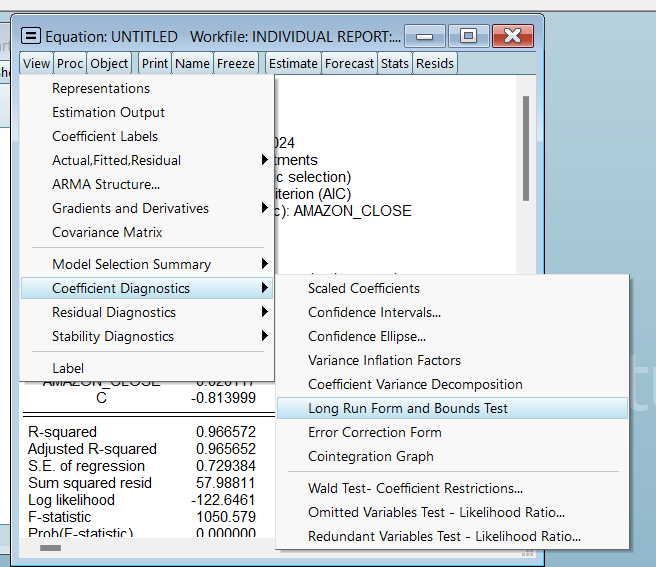 Equation: UNTITLED Workfile: INDIVIDUAL REPORT:...
View Proc Object Print Name Freeze Estimate Forecast Stats Resids
Representations
Estimation Output
Coefficient Labels
Actual,Fitted,Residual
ARMA Structure...
Gradients and Derivatives
Covariance Matrix
Model Selection Summary
Coefficient Diagnostics
Residual Diagnostics
Stability Diagnostics
Label
024
c selection)
iterion (AIC)
: AMAZON_CLOSE
Scaled Coefficients
Confidence Intervals...
Confidence Ellipse...
Variance Inflation Factors
Coefficient Variance Decomposition
Long Run Form and Bounds Test
Error Correction Form
Cointegration Graph
Wald Test- Coefficient Restrictions...
Omitted Variables Test - Likelihood Ratio...
Redundant Variables Test - Likelihood Ratio...
AMAZON_CLOSE
C -0.813999
R-squared 0.966572
Adjusted R-squared 0.965652
S.E. of regression 0.729384
Sum squared resid 57.98811
Log likelihood -122.6461
F-statistic 1050.579
Prob(F-statistic) 0.000000